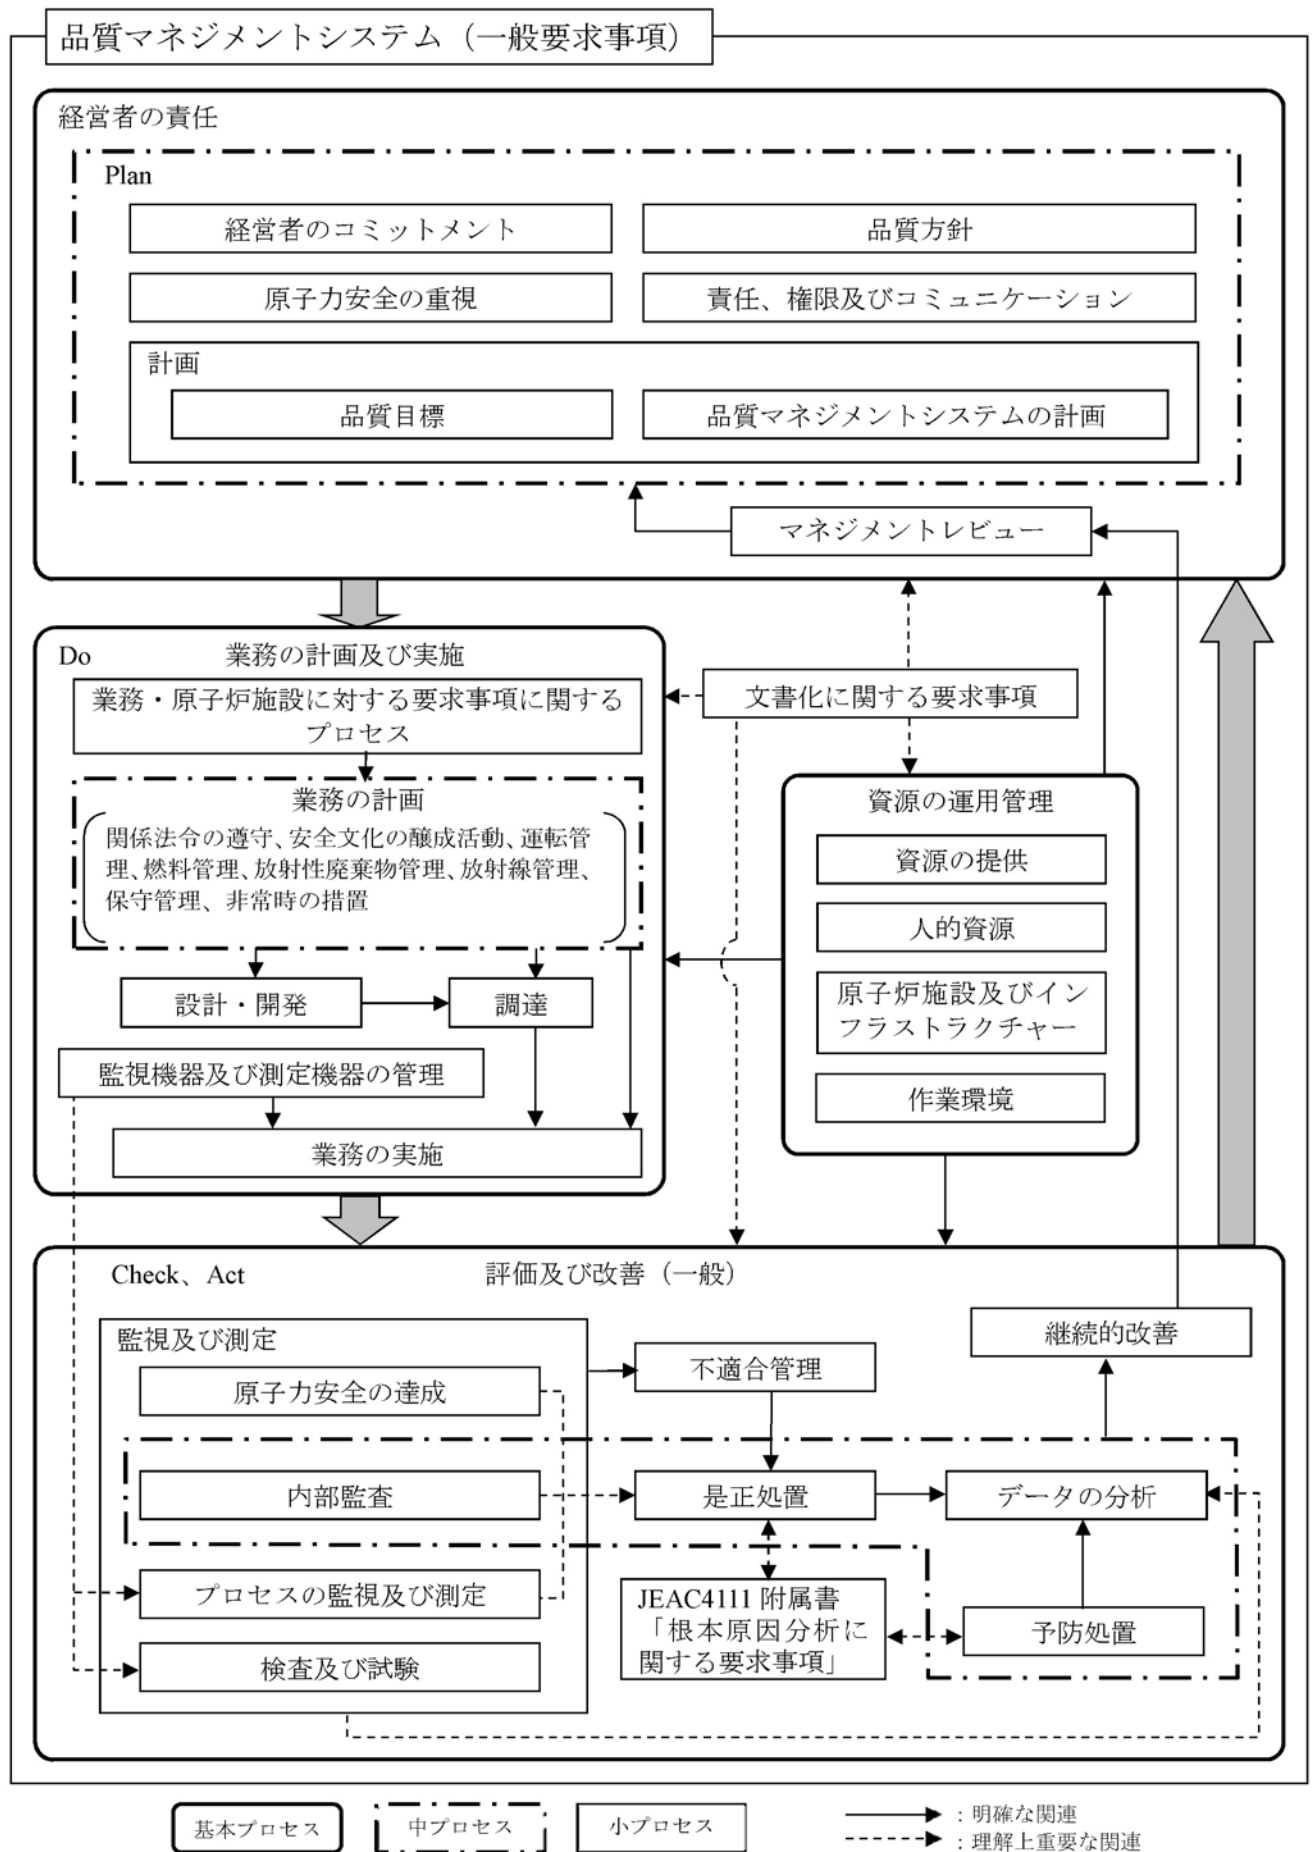 品質マネジメントシステム（一般要求事項）
経営者の責任
Plan
経営者のコミットメント
品質方針
原子力安全の重視
責任、権限及びコミュニケーション
計画
品質目標
品質マネジメントシステムの計画
マネジメントレビュー
Do
業務の計画及び実施
業務・原子炉施設に対する要求事項に関する
プロセス
文書化に関する要求事項
業務の計画
関係法令の遵守、安全文化の醸成活動、運転管
理、燃料管理、放射性廃棄物管理、放射線管理、
保守管理、非常時の措置
設計・開発
調達
監視機器及び測定機器の管理
業務の実施
資源の運用管理
資源の提供
人的資源
原子炉施設及びイン
フラストラクチャー
作業環境
Check、Act
評価及び改善（一般）
監視及び測定
原子力安全の達成
内部監査
プロセスの監視及び測定
検査及び試験
不適合管理
継続的改善
是正処置
データの分析
JEAC4111 附属書
「根本原因分析に
関する要求事項」
予防処置
基本プロセス
中プロセス
小プロセス
：明確な関連
：理解上重要な関連